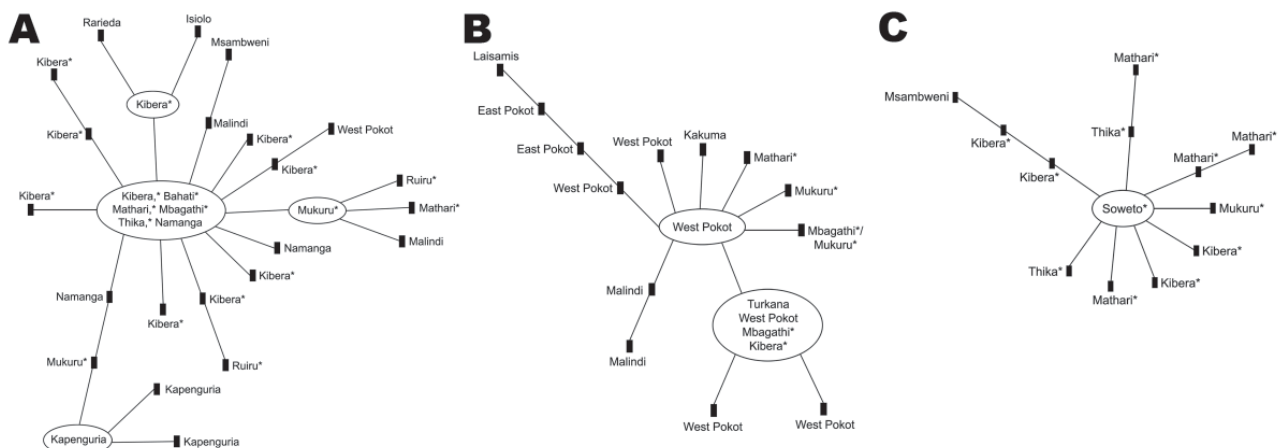 A
Rarieda
Isiolo
Msambweni
Kibera*
Kibera*
Kibera*
Malindi
Kibera*
West Pokot
Kibera*
Kibera*
Kibera,* Bahati*
Mathari,* Mbagathi*
Thika,* Namanga
Mukuru*
Ruiru*
Mathari*
Malindi
Namanga
Kibera*
Namanga
Kibera*
Kibera*
Mukuru*
Ruiru*
Kapenguria
Kapenguria
Kapenguria
B
Laisamis
East Pokot
East Pokot
West Pokot
West Pokot
Kakuma
Mathari*
Mukuru*
West Pokot
Mbagathi*/
Mukuru*
Malindi
Malindi
Turkana
West Pokot
Mbagathi*
Kibera*
West Pokot
West Pokot
C
Mathari*
Msambweni
Kibera*
Thika*
Mathari*
Kibera*
Mathari*
Soweto*
Mukuru*
Kibera*
Thika*
Mathari*
Kibera*